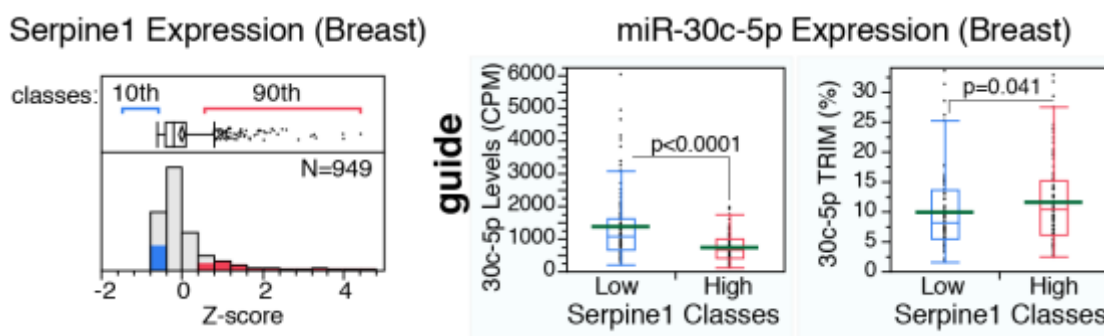 Serpine1 Expression (Breast)
classes:
10th
90th
N=949
-2
0
2
4
Z-score
miR-30c-5p Expression (Breast)
guide
30c-5p Levels (CPM)
6000
5000
4000
3000
2000
1000
0
p<0.0001
Low
High
Serpine1 Classes
30c-5p TRIM (%)
30
25
20
15
10
5
0
p=0.041
Low
High
Serpine1 Classes